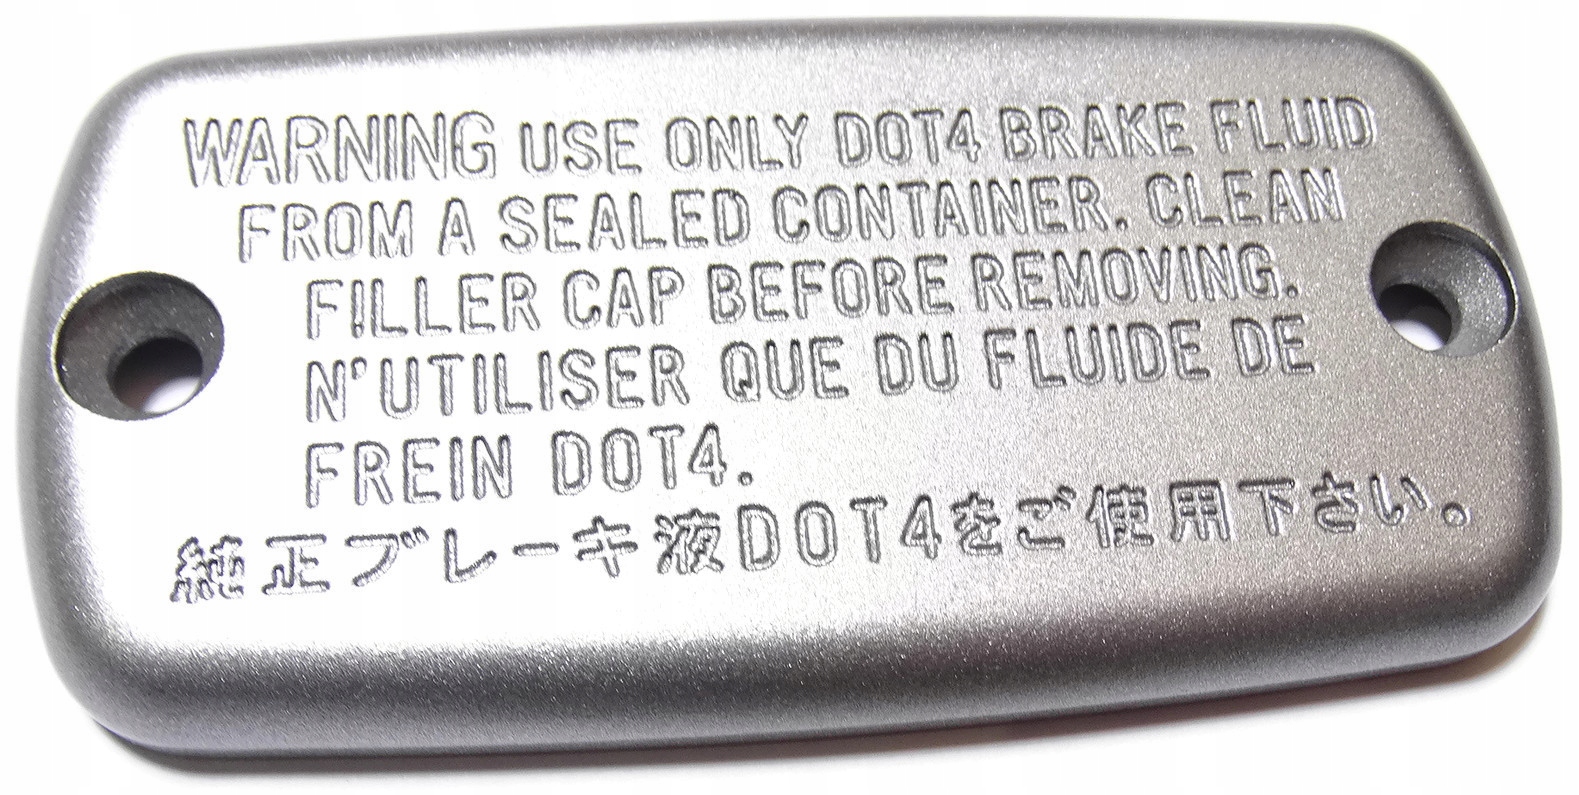 WARNING USE ONLY DOT4 BRAKE FLUID
FROM A SEALED CONTAINER. CLEAN
FILLER CAP BEFORE REMOVING.
N'UTILISER QUE DU FLUIDE DE
FREIN DOT4.
純正ブレーキ液DOT4をご使用下さい。